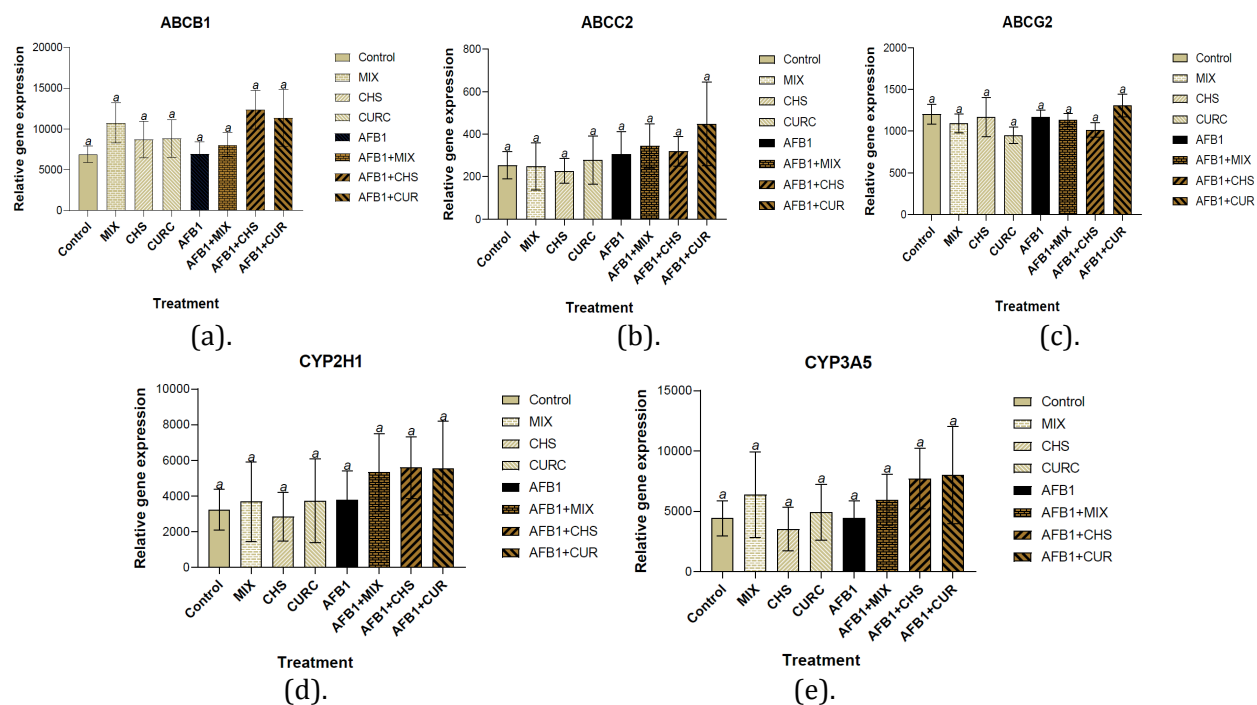 ABCB1
Relative gene expression
20000
15000
10000
5000
0
a a a a a a a a
Control
MIX
CHS
CURC
AFB1
AFB1+MIX
AFB1+CHS
AFB1+CUR
Treatment
Control
MIX
CHS
CURC
AFB1
AFB1+MIX
AFB1+CHS
AFB1+CUR
(a).
ABCC2
Relative gene expression
800
600
400
200
0
a a a a a a a a
Control
MIX
CHS
CURC
AFB1
AFB1+MIX
AFB1+CHS
AFB1+CUR
Treatment
Control
MIX
CHS
CURC
AFB1
AFB1+MIX
AFB1+CHS
AFB1+CUR
(b).
ABCG2
Relative gene expression
2000
1500
1000
500
0
a a a a a a a a
Control
MIX
CHS
CURC
AFB1
AFB1+MIX
AFB1+CHS
AFB1+CUR
Treatment
Control
MIX
CHS
CURC
AFB1
AFB1+MIX
AFB1+CHS
AFB1+CUR
(c).
CYP2H1
Relative gene expression
10000
8000
6000
4000
2000
0
a a a a a a a a
Control
MIX
CHS
CURC
AFB1
AFB1+MIX
AFB1+CHS
AFB1+CUR
Treatment
Control
MIX
CHS
CURC
AFB1
AFB1+MIX
AFB1+CHS
AFB1+CUR
(d).
CYP3A5
Relative gene expression
15000
10000
5000
0
a a a a a a a a
Control
MIX
CHS
CURC
AFB1
AFB1+MIX
AFB1+CHS
AFB1+CUR
Treatment
Control
MIX
CHS
CURC
AFB1
AFB1+MIX
AFB1+CHS
AFB1+CUR
(e).